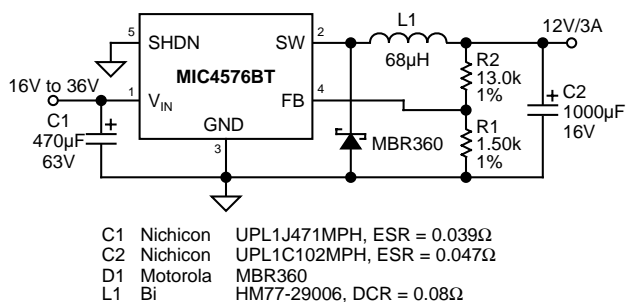 5
SHDN
SW
2
L1
68µH
12V/3A
MIC4576BT
R2
13.0k
1%
16V to 36V
1
VIN
FB
4
C2
1000µF
16V
C1
470µF
63V
GND
3
MBR360
R1
1.50k
1%
+
+
C1 Nichicon UPL1J471MPH, ESR = 0.039Ω
C2 Nichicon UPL1C102MPH, ESR = 0.047Ω
D1 Motorola MBR360
L1 Bi HM77-29006, DCR = 0.08Ω